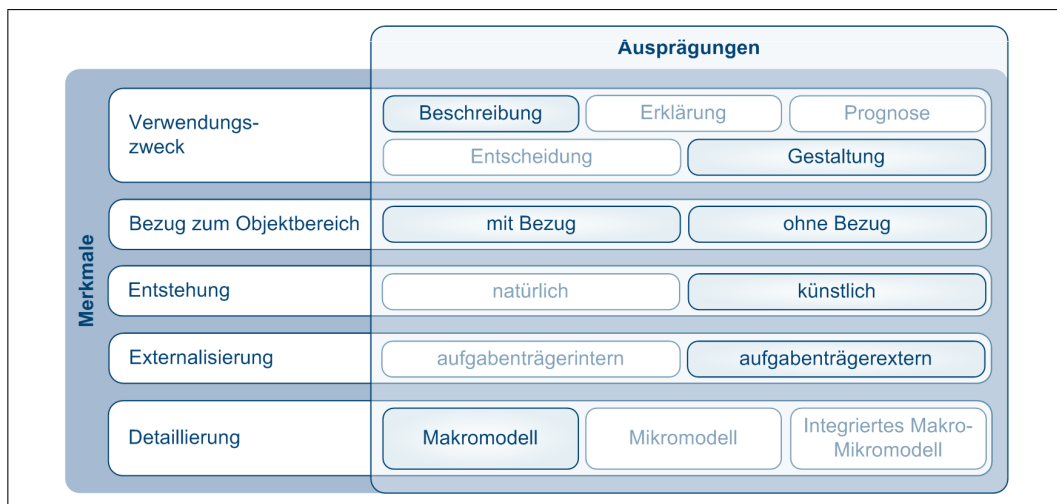 Ausprägungen
Merkmale
Verwendungs-
zweck
Beschreibung Erklärung Prognose
Entscheidung Gestaltung
Bezug zum Objektbereich mit Bezug ohne Bezug
Entstehung natürlich künstlich
Externalisierung aufgabenträgerintern aufgabenträgerextern
Detaillierung Makromodell Mikromodell Integriertes Makro-
Mikromodell